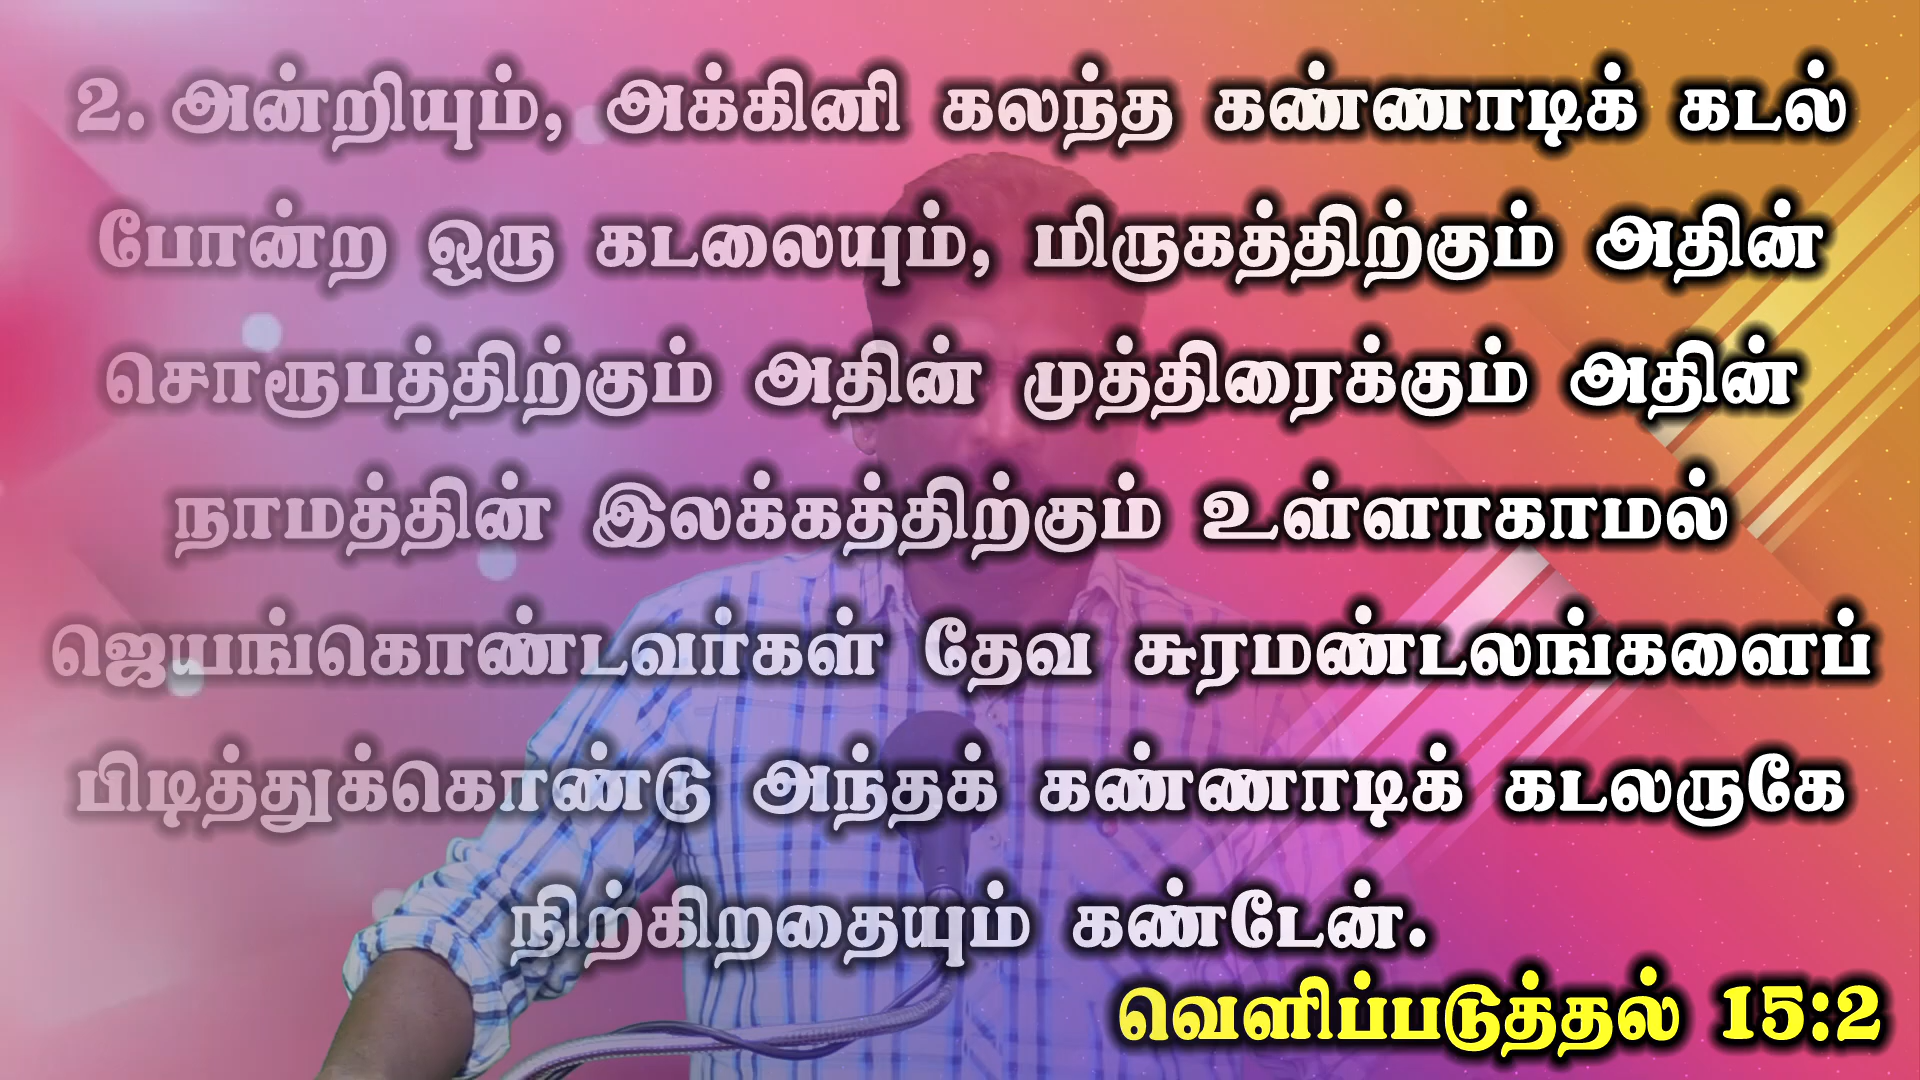 2. அன்றியும், அக்கினி கலந்த கண்ணாடிக் கடல்
போன்ற ஒரு கடலையும், மிருகத்திற்கும் அதின்
சொரூபத்திற்கும் அதின் முத்திரைக்கும் அதின்
நாமத்தின் இலக்கத்திற்கும் உள்ளாகாமல்
ஜெயங்கொண்டவர்கள் தேவ சுரமண்டலங்களைப்
பிடித்துக்கொண்டு அந்தக் கண்ணாடிக் கடலருகே
நிற்கிறதையும் கண்டேன்.
வெளிப்படுத்தல் 15:2